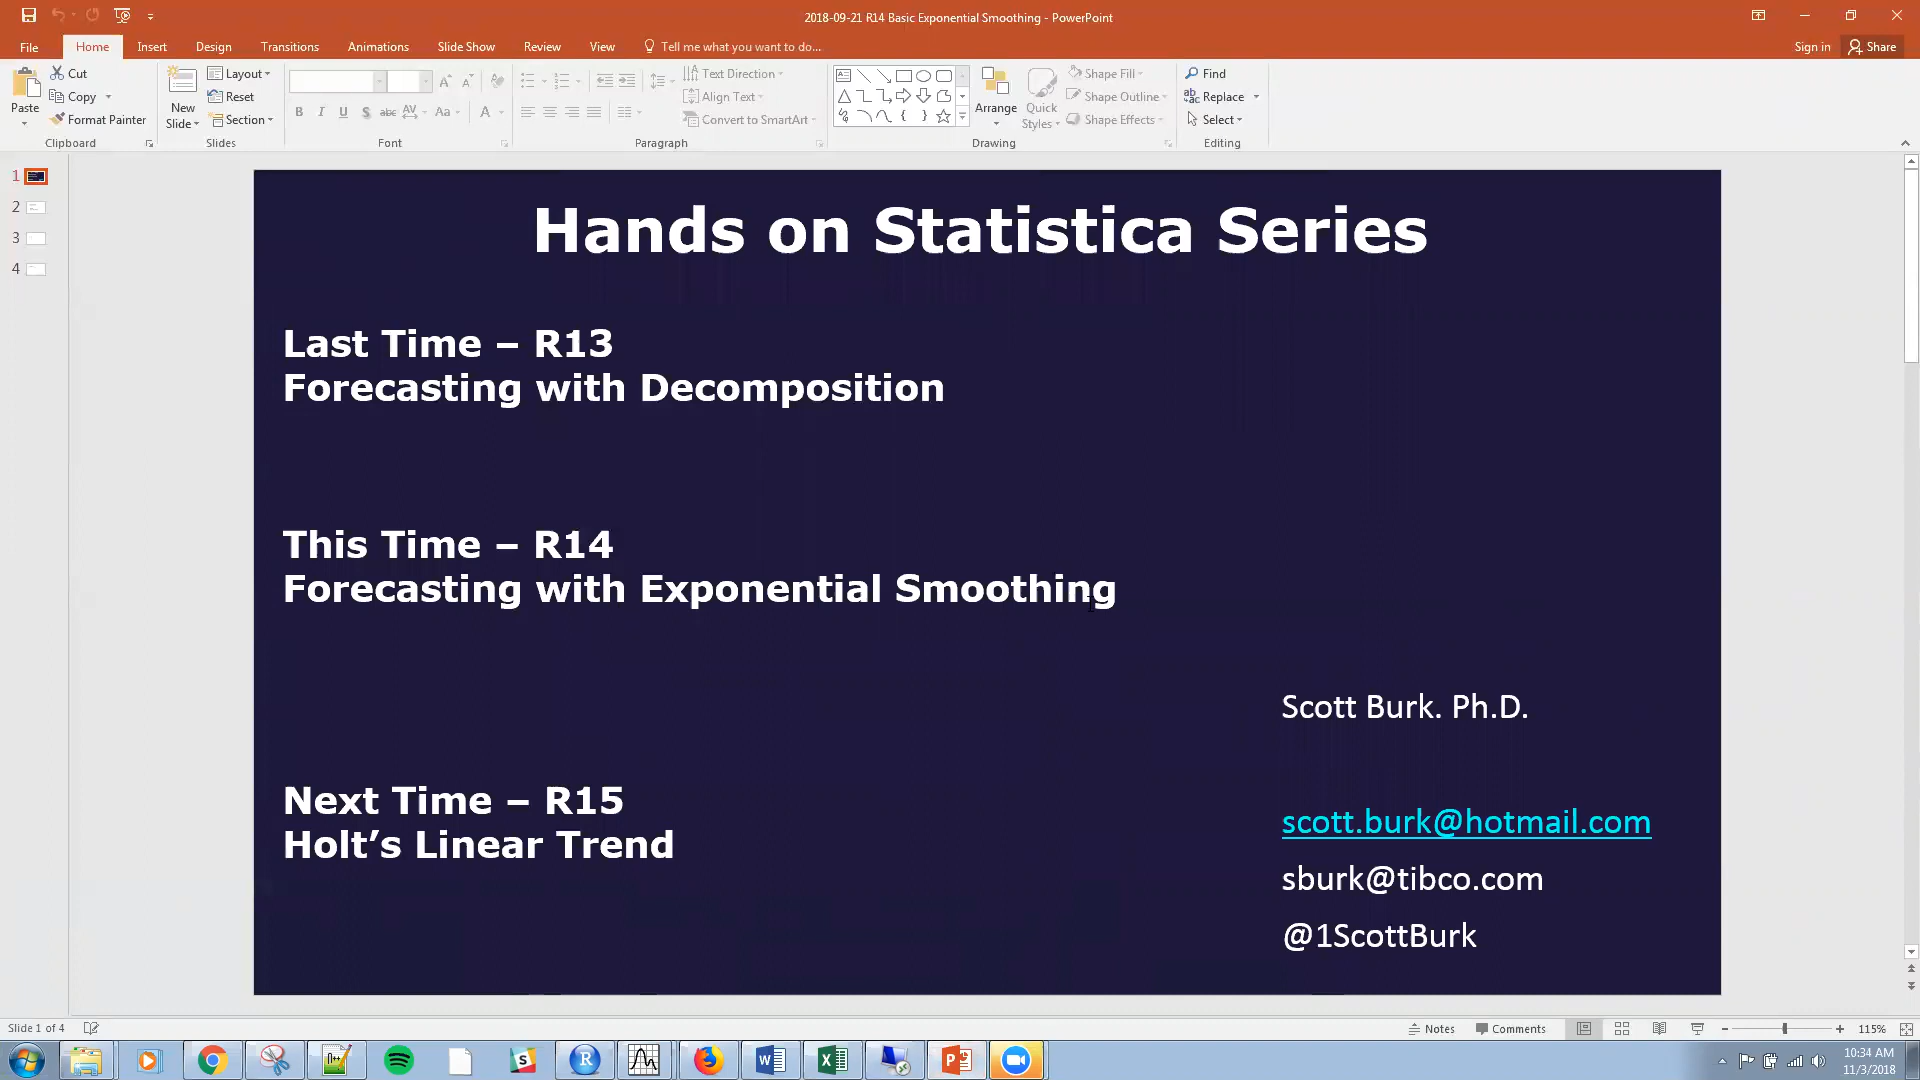 2018-09-21 R14 Basic Exponential Smoothing - PowerPoint
File Home Insert Design Transitions Animations Slide Show Review View Tell me what you want to do... Sign in Share
Paste
Cut
Copy
Format Painter
Clipboard
New Slide
Layout
Reset
Section
Slides
Font
Text Direction
Align Text
Convert to SmartArt
Paragraph
Arrange
Quick Styles
Shape Fill
Shape Outline
Shape Effects
Drawing
Find
Replace
Select
Editing
1
2
3
4
Hands on Statistica Series
Last Time – R13
Forecasting with Decomposition
This Time – R14
Forecasting with Exponential Smoothing
Next Time – R15
Holt’s Linear Trend
Scott Burk. Ph.D.
scott.burk@hotmail.com
sburk@tibco.com
@1ScottBurk
Slide 1 of 4
Notes Comments 115%
10:34 AM
11/3/2018